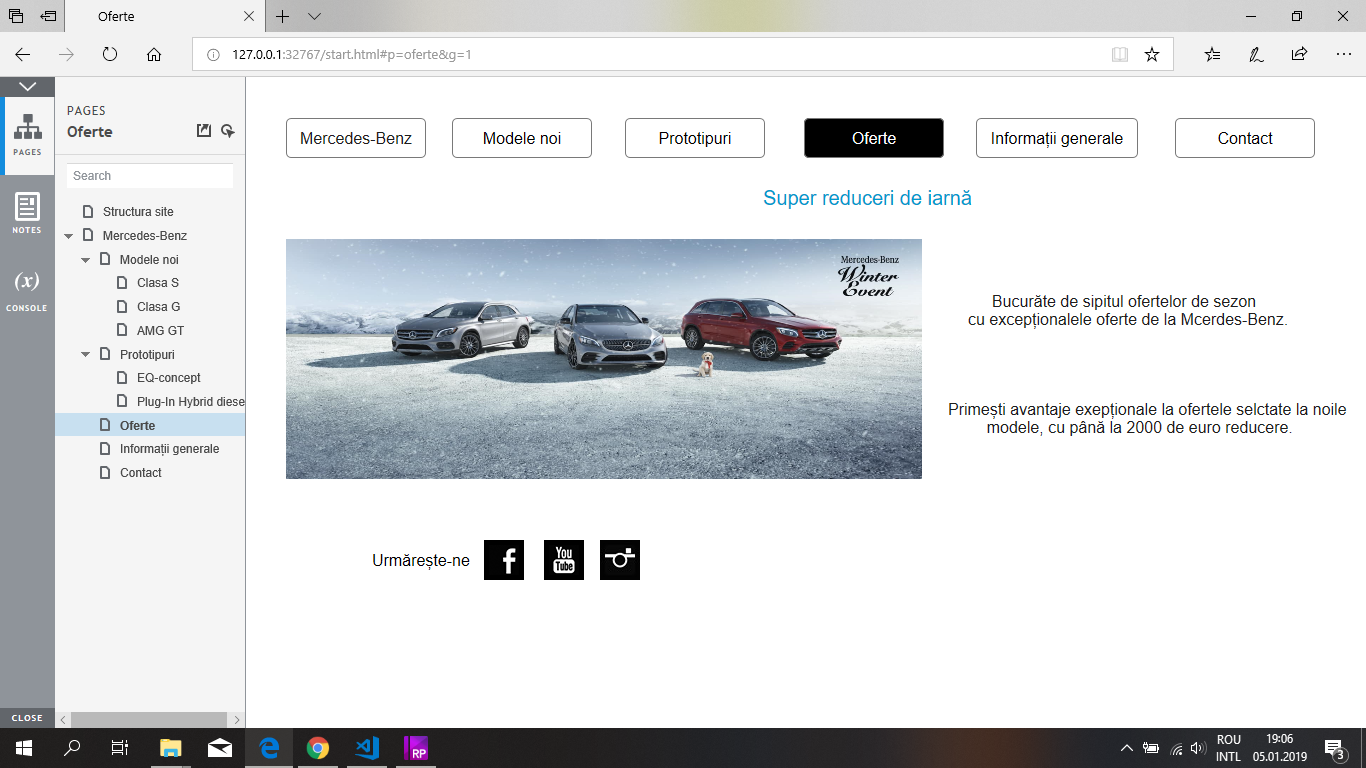 Oferte
127.0.0.1:32767/start.html#p=oferte&g=1
PAGES
Oferte
Search
Structura site
Mercedes-Benz
Modele noi
Clasa S
Clasa G
AMG GT
Prototipuri
EQ-concept
Plug-In Hybrid diese
Oferte
Informații generale
Contact
PAGES
NOTES
(x)
CONSOLE
CLOSE
Mercedes-Benz Modele noi Prototipuri Oferte Informații generale Contact
Super reduceri de iarnă
Mercedes-Benz
Winter
Event
Bucurăte de sipitul ofertelor de sezon
cu excepționalele oferte de la Mcerdes-Benz.
Primești avantaje exepționale la ofertele selctate la noile
modele, cu până la 2000 de euro reducere.
Urmărește-ne f You Tube
RP
ROU
INTL
19:06
05.01.2019
3